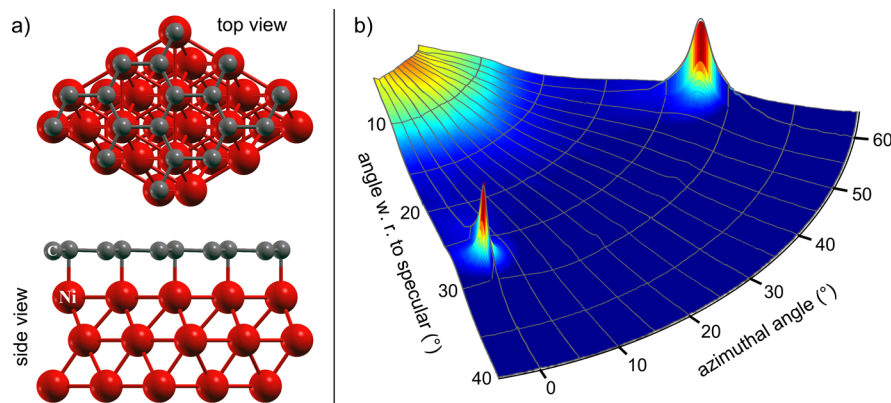 a)
top view
C
Ni
side view
b)
10
20
30
40
angle w. r. to specular (°)
0
10
20
30
40
50
60
azimuthal angle (°)